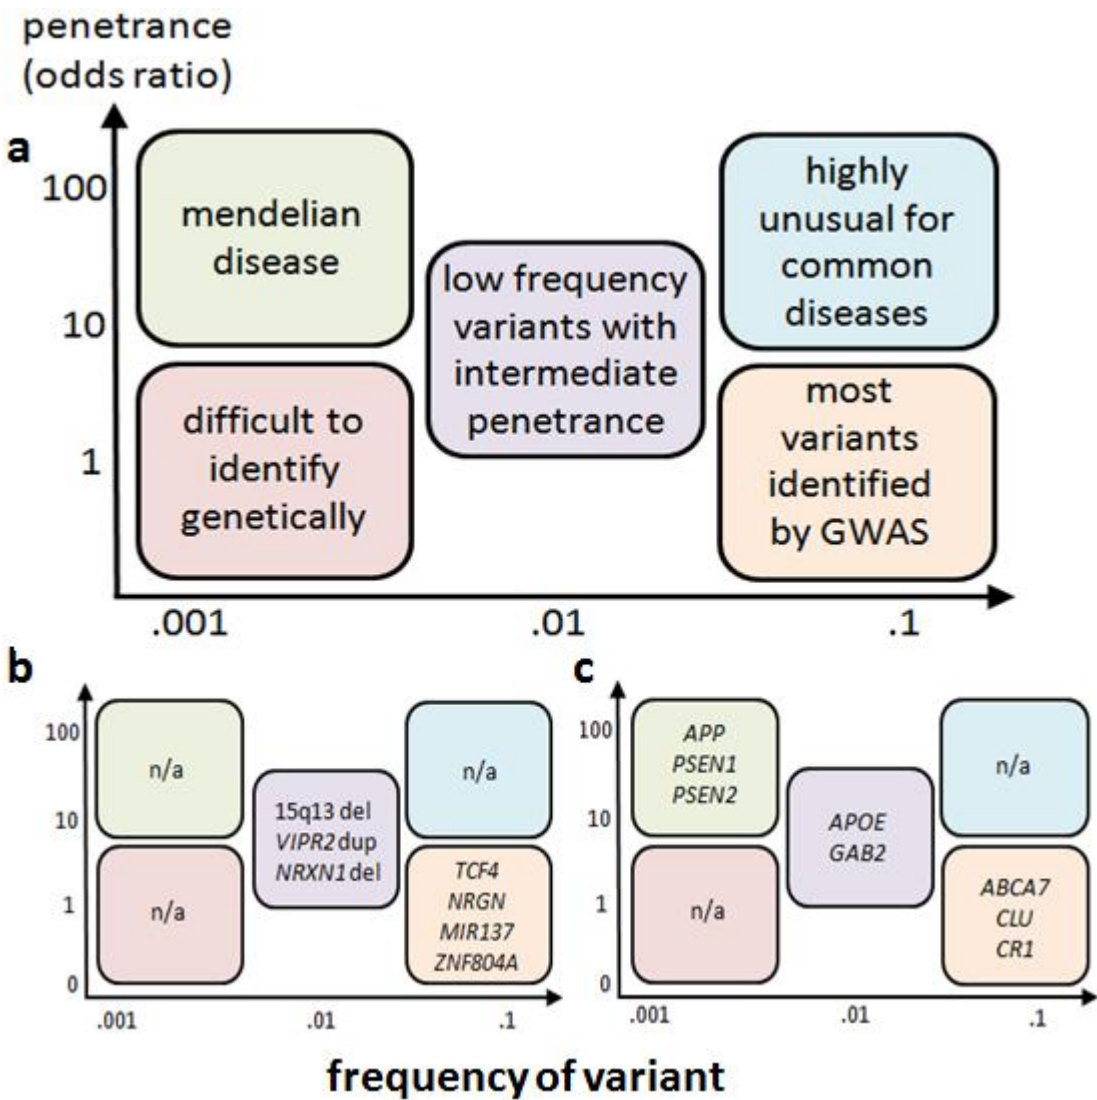 penetrance
(odds ratio)
a
100
10
1
mendelian
disease
highly
unusual for
common
diseases
low frequency
variants with
intermediate
penetrance
difficult to
identify
genetically
most
variants
identified
by GWAS
.001
.01
.1
b
100
10
1
0
n/a
n/a
15q13 del
VIPR2 dup
NRXN1 del
n/a
TCF4
NRGN
MIR137
ZNF804A
.001
.01
.1
c
100
10
1
0
APP
PSEN1
PSEN2
n/a
APOE
GAB2
n/a
ABCA7
CLU
CR1
.001
.01
.1
frequency of variant